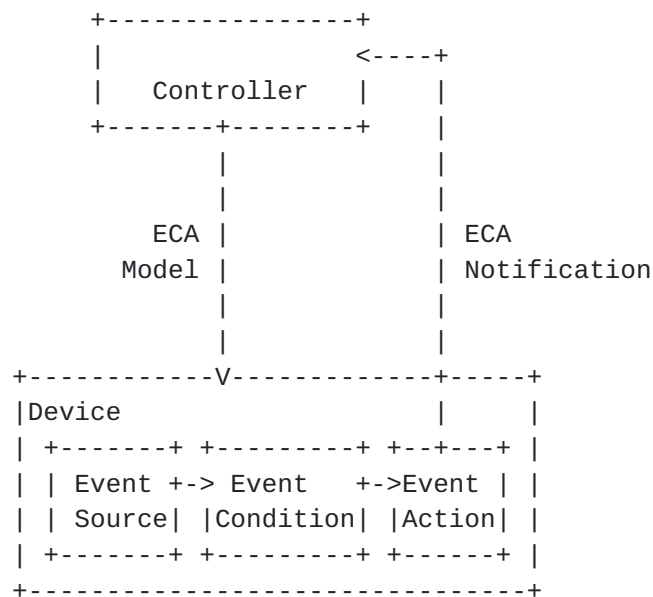 Controller
ECA
Model
ECA
Notification
Device
Event Event Event
Source Condition Action